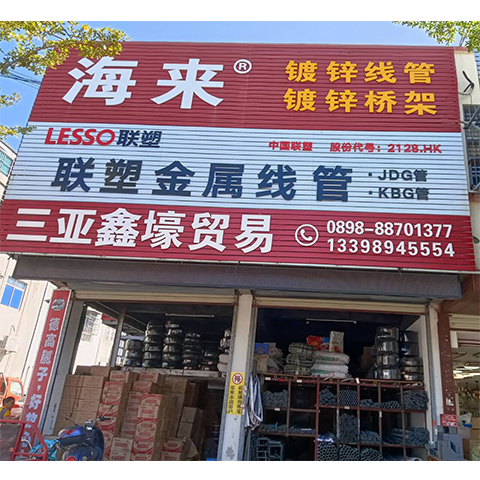 海来®
镀锌线管
镀锌桥架
LESSO联塑
中国联塑 股份代号：2128.HK
联塑金属线管
·JDG管
·KBG管
三亚鑫壕贸易
0898-88701377
13398945554